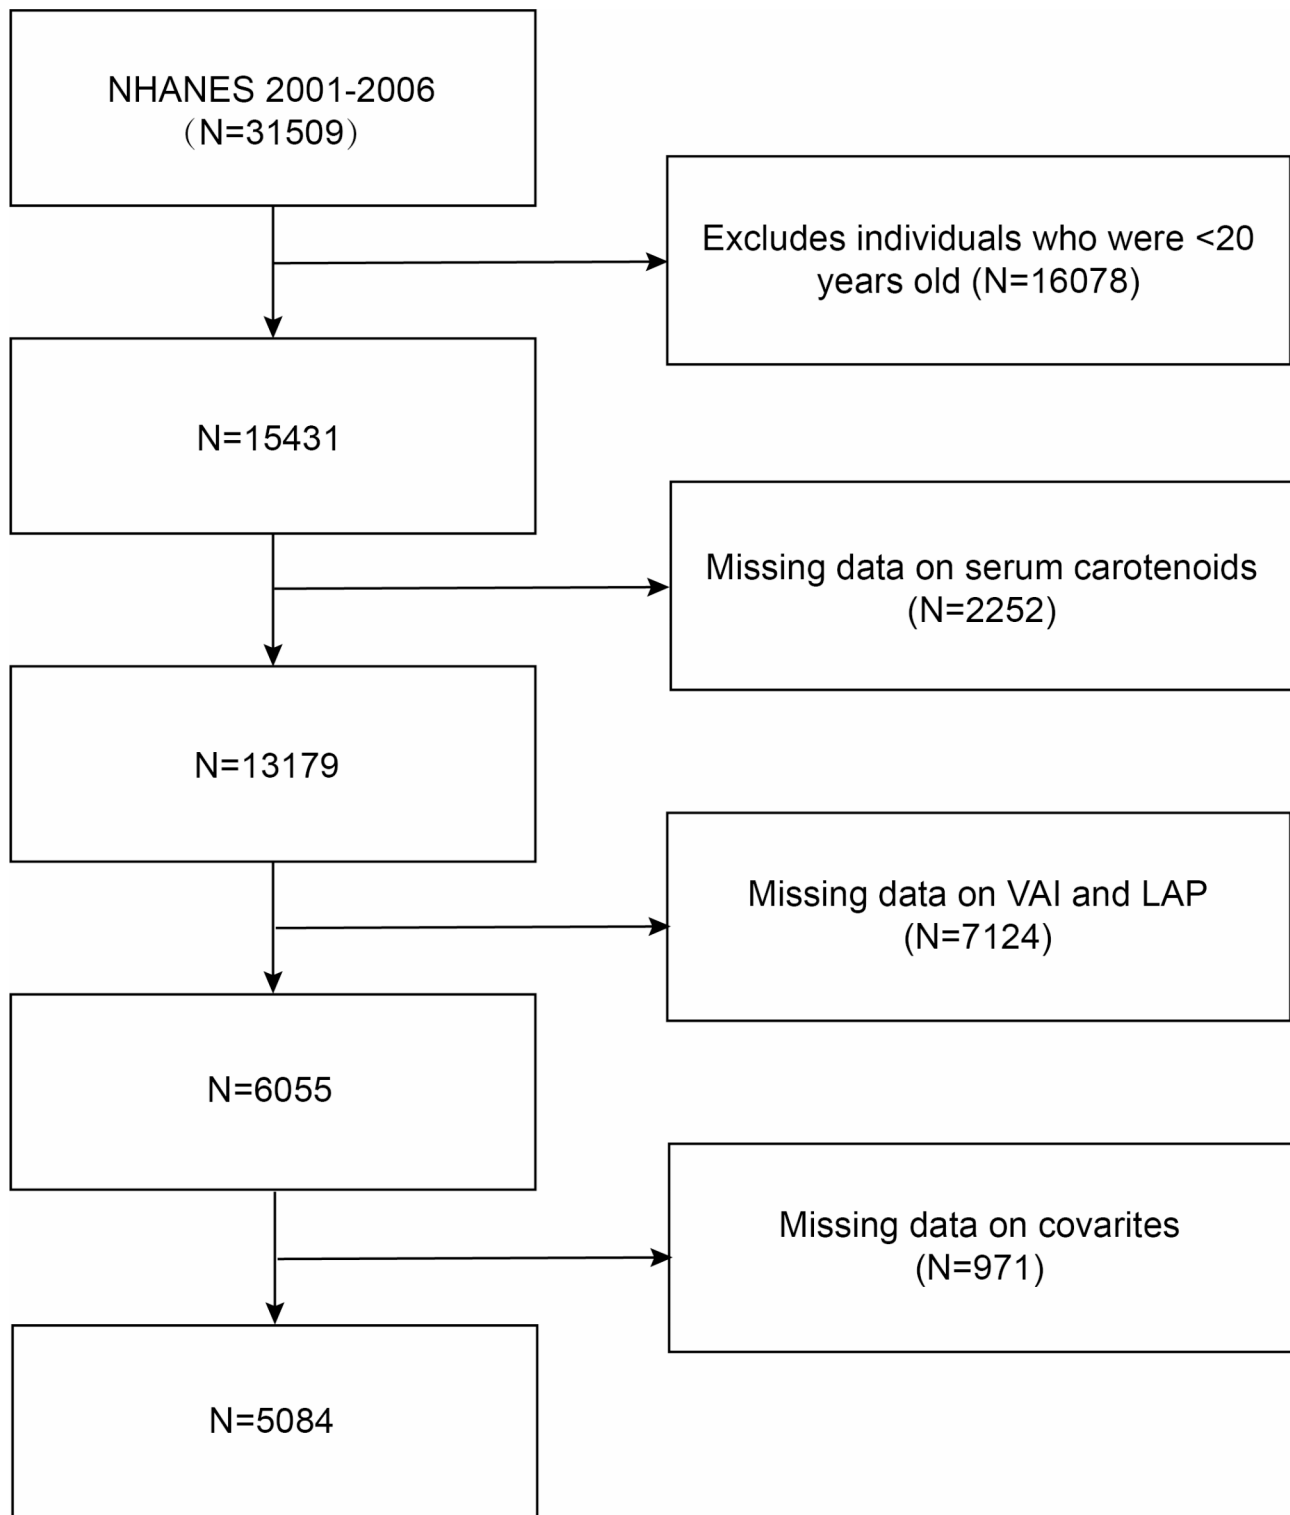 NHANES 2001-2006
（N=31509）
Excludes individuals who were <20
years old (N=16078)
N=15431
Missing data on serum carotenoids
(N=2252)
N=13179
Missing data on VAI and LAP
(N=7124)
N=6055
Missing data on covarites
(N=971)
N=5084